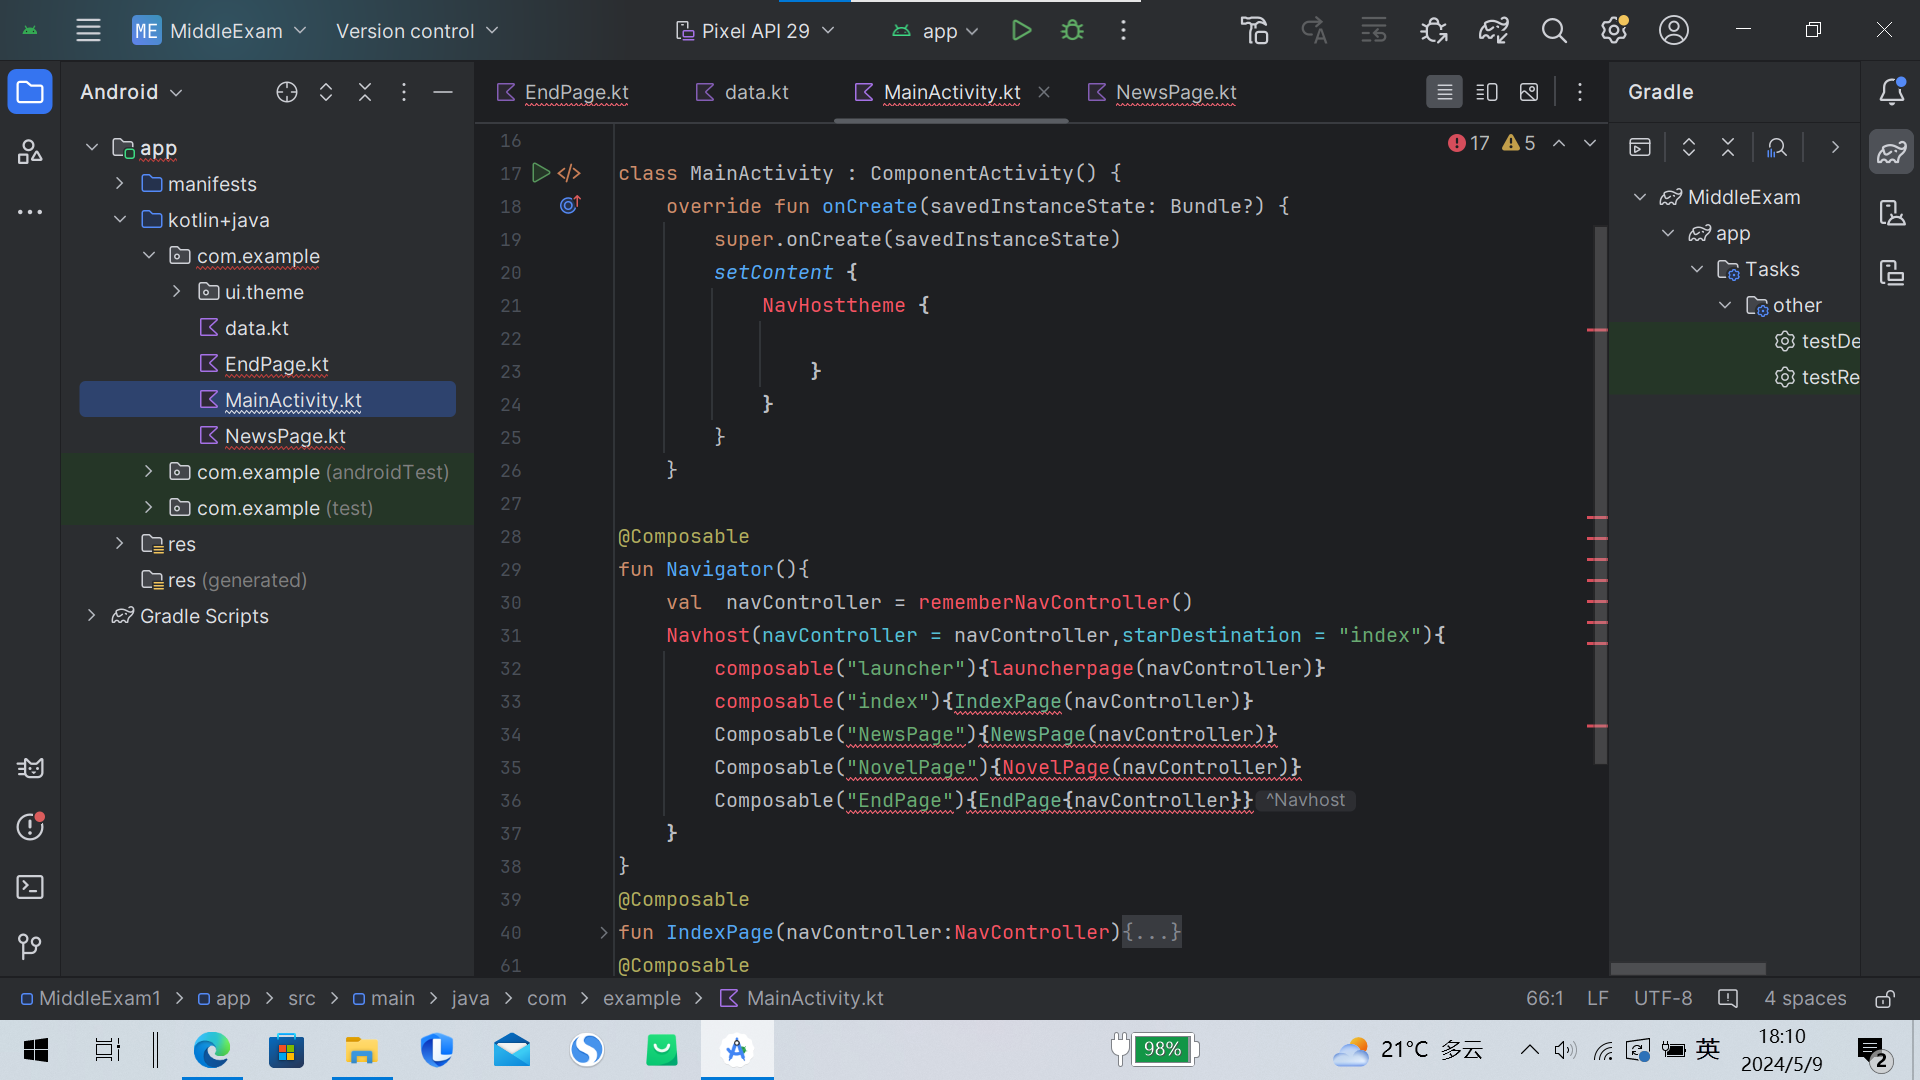 ME MiddleExam Version control Pixel API 29 app
Android
app
manifests
kotlin+java
com.example
ui.theme
data.kt
EndPage.kt
MainActivity.kt
NewsPage.kt
com.example (androidTest)
com.example (test)
res
res (generated)
Gradle Scripts
EndPage.kt data.kt MainActivity.kt NewsPage.kt
17 5
16
17 class MainActivity : ComponentActivity() {
18 override fun onCreate(savedInstanceState: Bundle?) {
19 super.onCreate(savedInstanceState)
20 setContent {
21 NavHosttheme {
22
23 }
24 }
25 }
26 }
27
28 @Composable
29 fun Navigator(){
30 val  navController = rememberNavController()
31 Navhost(navController = navController,starDestination = "index"){
32 composable("launcher"){launcherpage(navController)}
33 composable("index"){IndexPage(navController)}
34 Composable("NewsPage"){NewsPage(navController)}
35 Composable("NovelPage"){NovelPage(navController)}
36 Composable("EndPage"){EndPage{navController}} ^Navhost
37 }
38 }
39 @Composable
40 fun IndexPage(navController:NavController){...}
61 @Composable
Gradle
MiddleExam
app
Tasks
other
testDe
testRe
MiddleExam1 > app > src > main > java > com > example > MainActivity.kt
66:1 LF UTF-8 4 spaces
98%
21°C 多云
英
18:10
2024/5/9
2